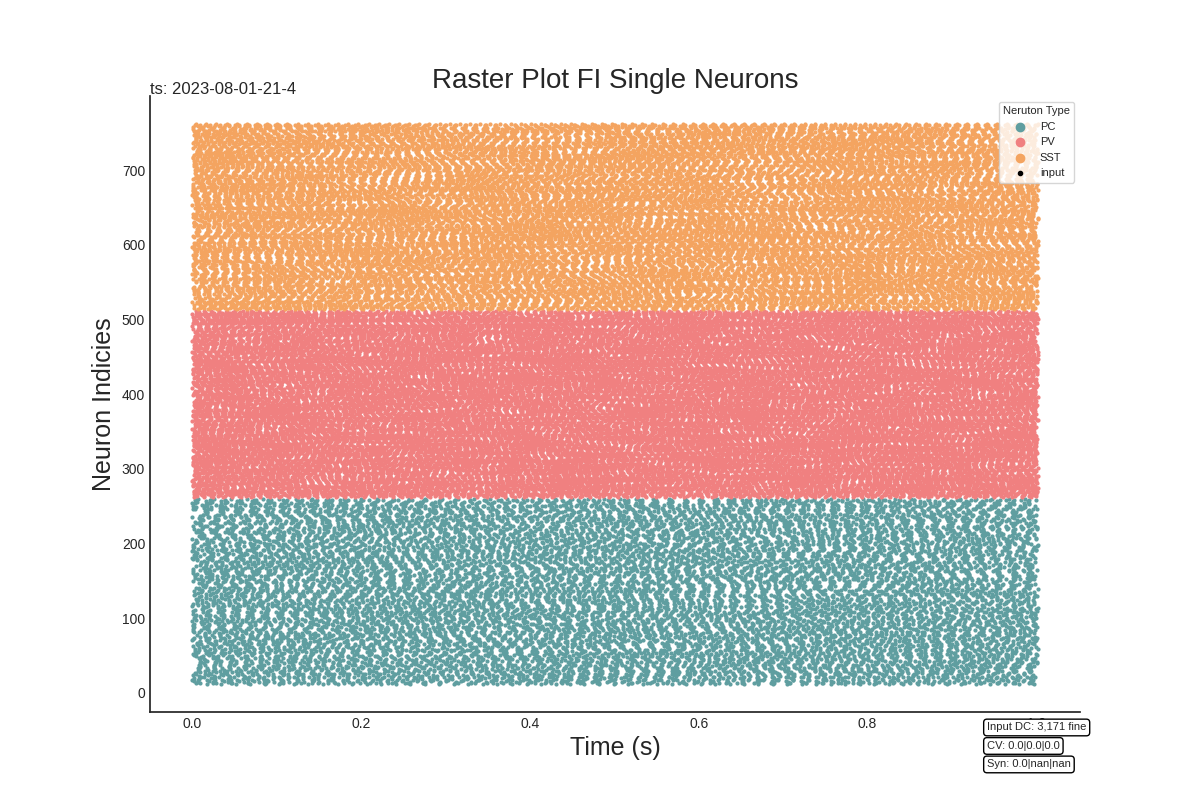 Raster Plot FI Single Neurons
ts: 2023-08-01-21-4
Neruton Type
PC
PV
SST
input
Neuron Indicies
700
600
500
400
300
200
100
0
0.0 0.2 0.4 0.6 0.8
Time (s)
Input DC: 3,171 fine
CV: 0.0|0.0|0.0
Syn: 0.0|nan|nan